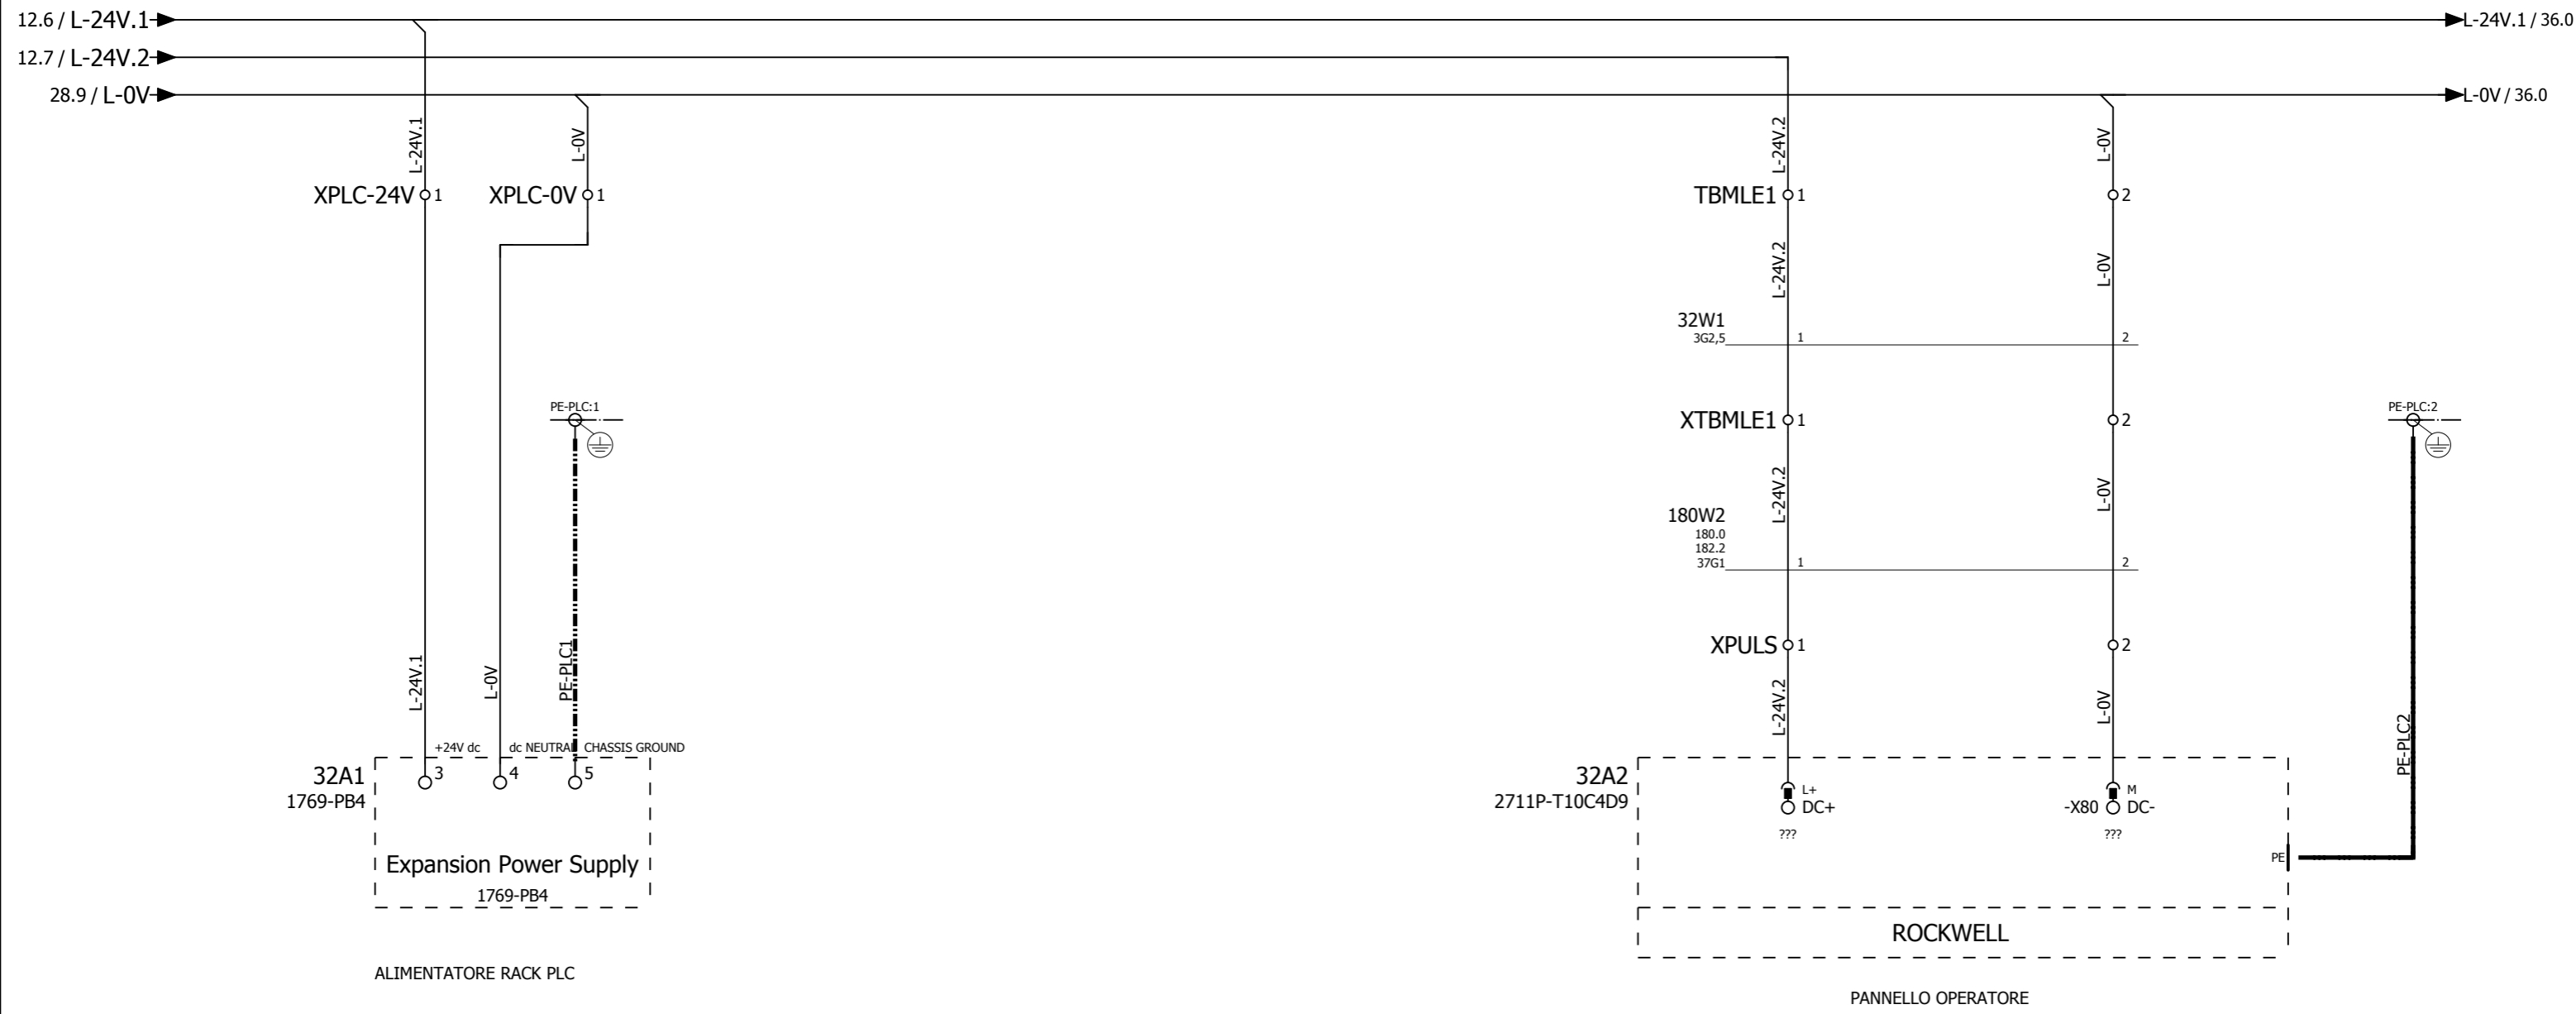 12.6 / L-24V.1
L-24V.1 / 36.0
12.7 / L-24V.2
28.9 / L-0V
L-0V / 36.0
L-24V.1
L-0V
L-24V.2
L-0V
XPLC-24V 1
XPLC-0V 1
TBMLE1 1
2
L-24V.2
L-0V
32W1
3G2,5
1
2
PE-PLC:1
XTBMLE1 1
2
PE-PLC:2
L-24V.2
L-0V
180W2
180.0
182.2
37G1
1
2
XPULS 1
2
L-24V.1
L-0V
PE-PLC1
L-24V.2
L-0V
PE-PLC2
+24V dc
dc NEUTRAL
CHASSIS GROUND
32A1
1769-PB4
3
4
5
32A2
2711P-T10C4D9
L+
DC+
???
-X80
M
DC-
???
PE
Expansion Power Supply
1769-PB4
ROCKWELL
ALIMENTATORE RACK PLC
PANNELLO OPERATORE